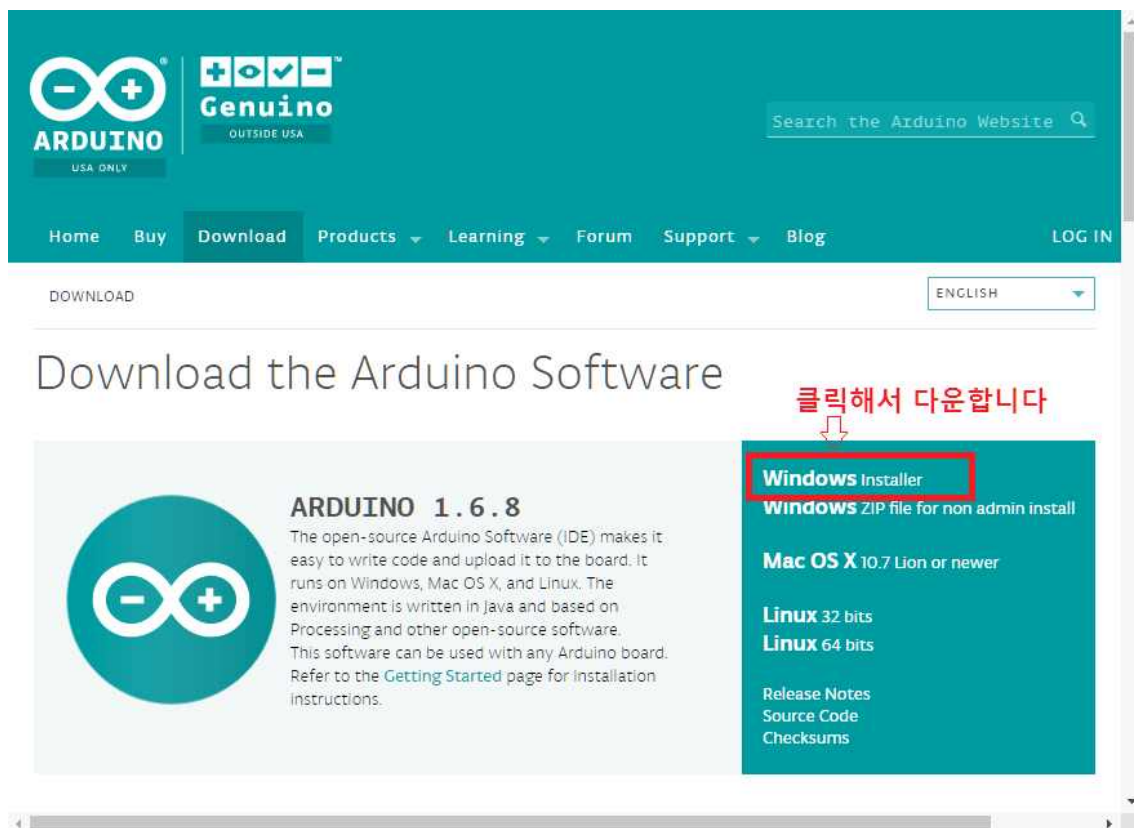 ARDUINO
USA ONLY
Genuino
OUTSIDE USA
Search the Arduino Website
Home Buy Download Products Learning Forum Support Blog LOG IN
DOWNLOAD
ENGLISH
Download the Arduino Software
클릭해서 다운합니다
ARDUINO 1.6.8
The open-source Arduino Software (IDE) makes it
easy to write code and upload it to the board. It
runs on Windows, Mac OS X, and Linux. The
environment is written in Java and based on
Processing and other open-source software.
This software can be used with any Arduino board.
Refer to the Getting Started page for Installation
instructions.
Windows Installer
Windows ZIP file for non admin install
Mac OS X 10.7 Lion or newer
Linux 32 bits
Linux 64 bits
Release Notes
Source Code
Checksums